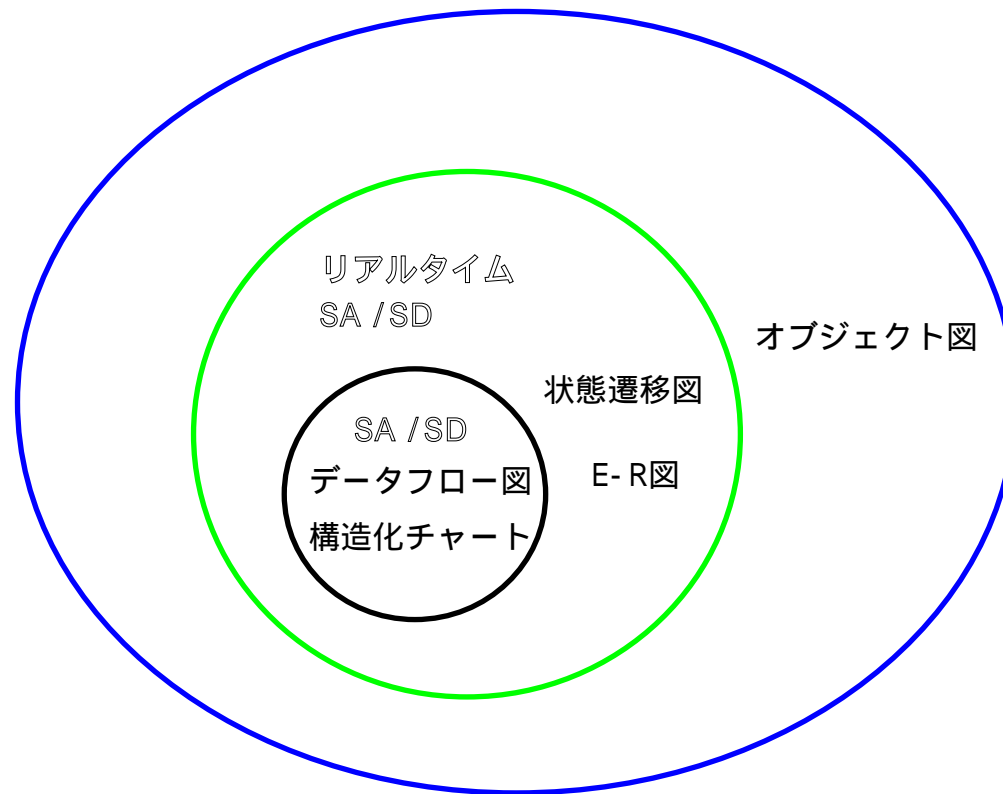 リアルタイム
SA /SD
オブジェクト図
状態遷移図
SA /SD
E- R図
データフロー図
構造化チャート